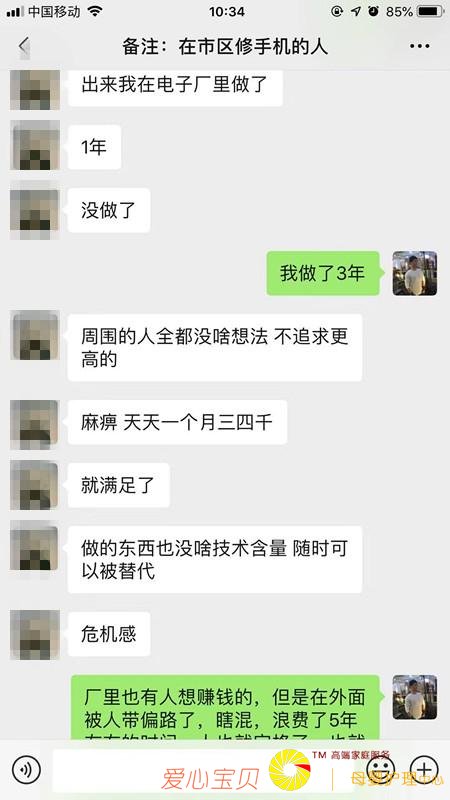 中国移动
10:34
85%
备注：在市区修手机的人
出来我在电子厂里做了
1年
没做了
我做了3年
周围的人全都没啥想法 不追求更
高的
麻痹 天天一个月三四千
就满足了
做的东西也没啥技术含量 随时可
以被替代
危机感
厂里也有人想赚钱的，但是在外面
被人带偏路了，瞎混，浪费了5年
爱心宝贝
TM 高端家庭服务
母婴护理中心